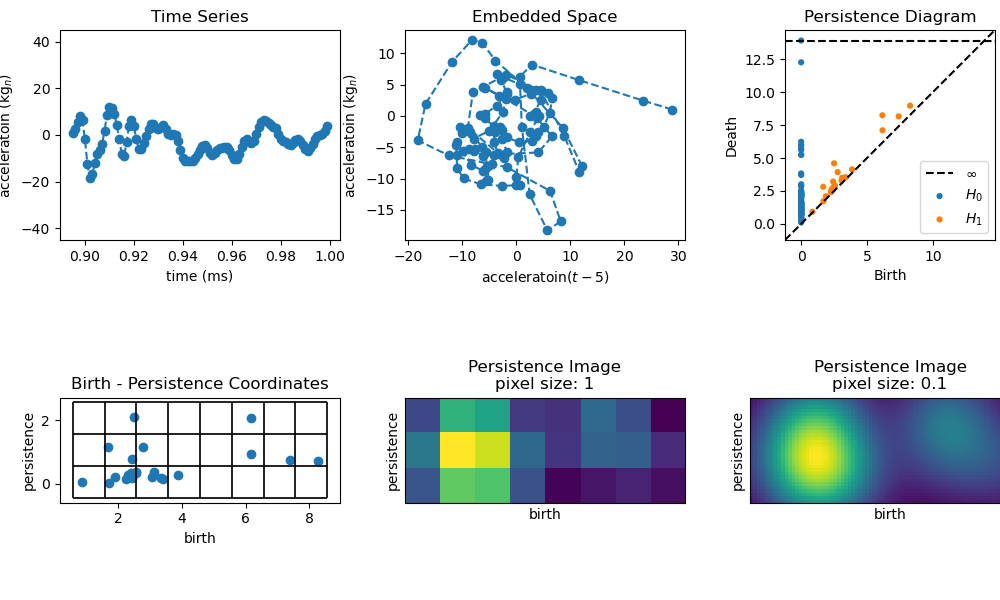 Time Series
acceleratoin (kg_n)
40
20
0
−20
−40
0.90 0.92 0.94 0.96 0.98 1.00
time (ms)
Embedded Space
acceleratoin (kg_n)
10
5
0
−5
−10
−15
−20 −10 0 10 20 30
acceleratoin(t − 5)
Persistence Diagram
Death
12.5
10.0
7.5
5.0
2.5
0.0
∞
H_0
H_1
0 5 10
Birth
Birth - Persistence Coordinates
persistence
2
0
2 4 6 8
birth
Persistence Image
pixel size: 1
persistence
birth
Persistence Image
pixel size: 0.1
persistence
birth